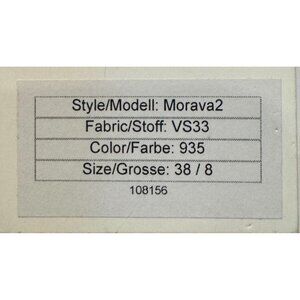 Style/Modell: Morava2
Fabric/Stoff: VS33
Color/Farbe: 935
Size/Grosse: 38 / 8
108156